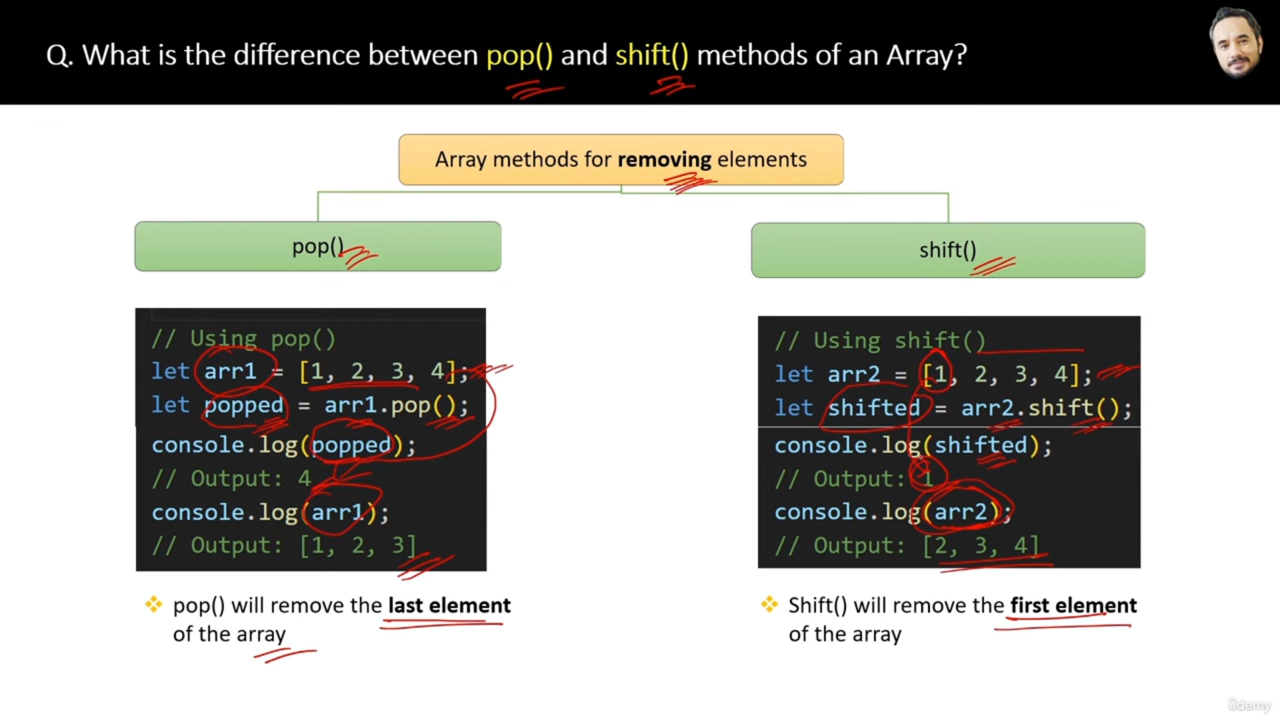 Q. What is the difference between pop() and shift() methods of an Array?
Array methods for removing elements
pop()
shift()
// Using pop()
let arr1 = [1, 2, 3, 4];
let popped = arr1.pop();
console.log(popped);
// Output: 4
console.log(arr1);
// Output: [1, 2, 3]
pop() will remove the last element
of the array
// Using shift()
let arr2 = [1, 2, 3, 4];
let shifted = arr2.shift();
console.log(shifted);
// Output: 1
console.log(arr2);
// Output: [2, 3, 4]
Shift() will remove the first element
of the array
ûdemy